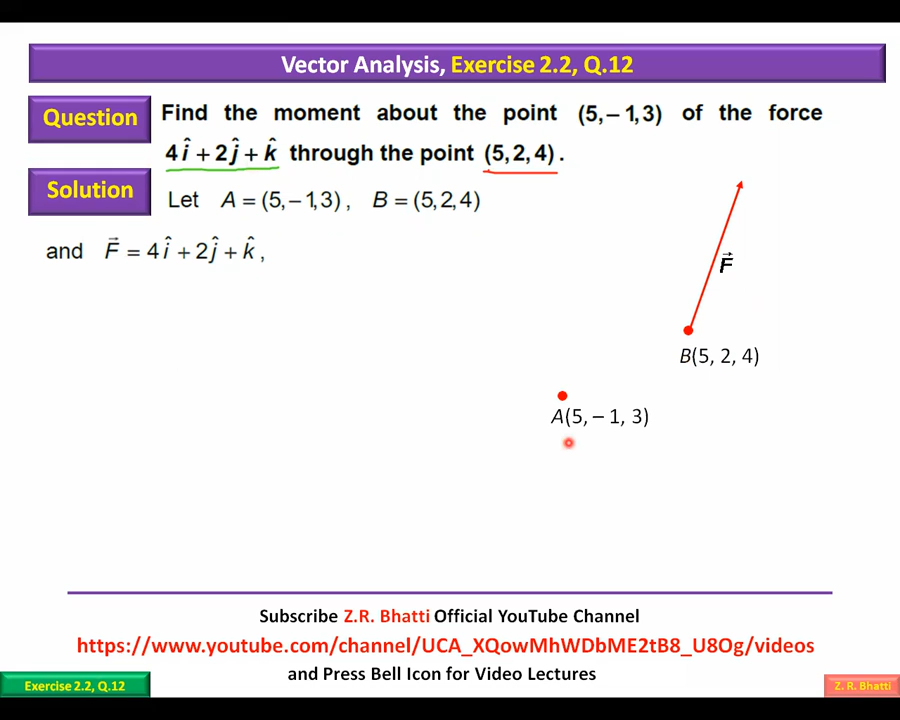 Vector Analysis, Exercise 2.2, Q.12
Question
Find the moment about the point (5,–1,3) of the force
4î + 2ĵ + k̂ through the point (5,2,4).
Solution
Let A = (5,–1,3), B = (5,2,4)
and F⃗ = 4î + 2ĵ + k̂,
F⃗
B(5, 2, 4)
A(5, – 1, 3)
Subscribe Z.R. Bhatti Official YouTube Channel
https://www.youtube.com/channel/UCA_XQowMhWDbME2tB8_U8Og/videos
and Press Bell Icon for Video Lectures
Exercise 2.2, Q.12
Z. R. Bhatti